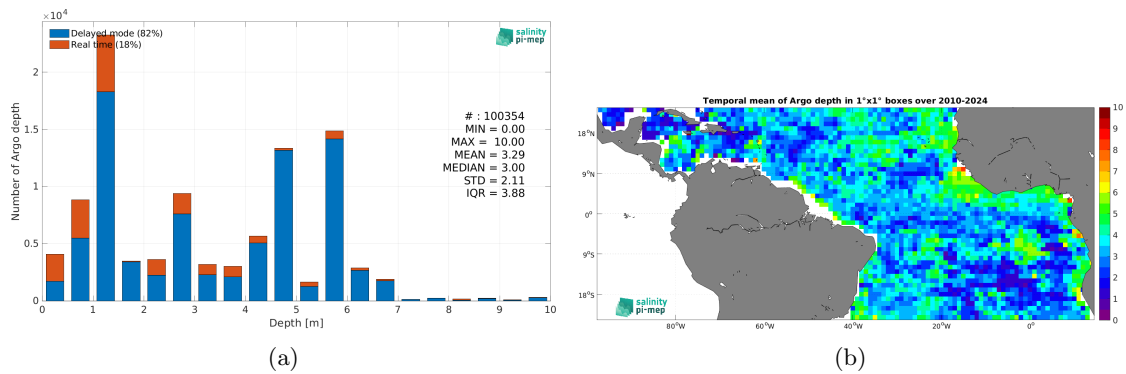 ×10⁴
Delayed mode (82%)
Real time (18%)
salinity
pi-mep
# : 100354
MIN = 0.00
MAX = 10.00
MEAN = 3.29
MEDIAN = 3.00
STD = 2.11
IQR = 3.88
Number of Argo depth
2
1.5
1
0.5
0
0 1 2 3 4 5 6 7 8 9 10
Depth [m]
(a)
Temporal mean of Argo depth in 1°x1° boxes over 2010-2024
18°N
9°N
0°
9°S
18°S
80°W 60°W 40°W 20°W 0°
salinity
pi-mep
10
9
8
7
6
5
4
3
2
1
0
(b)